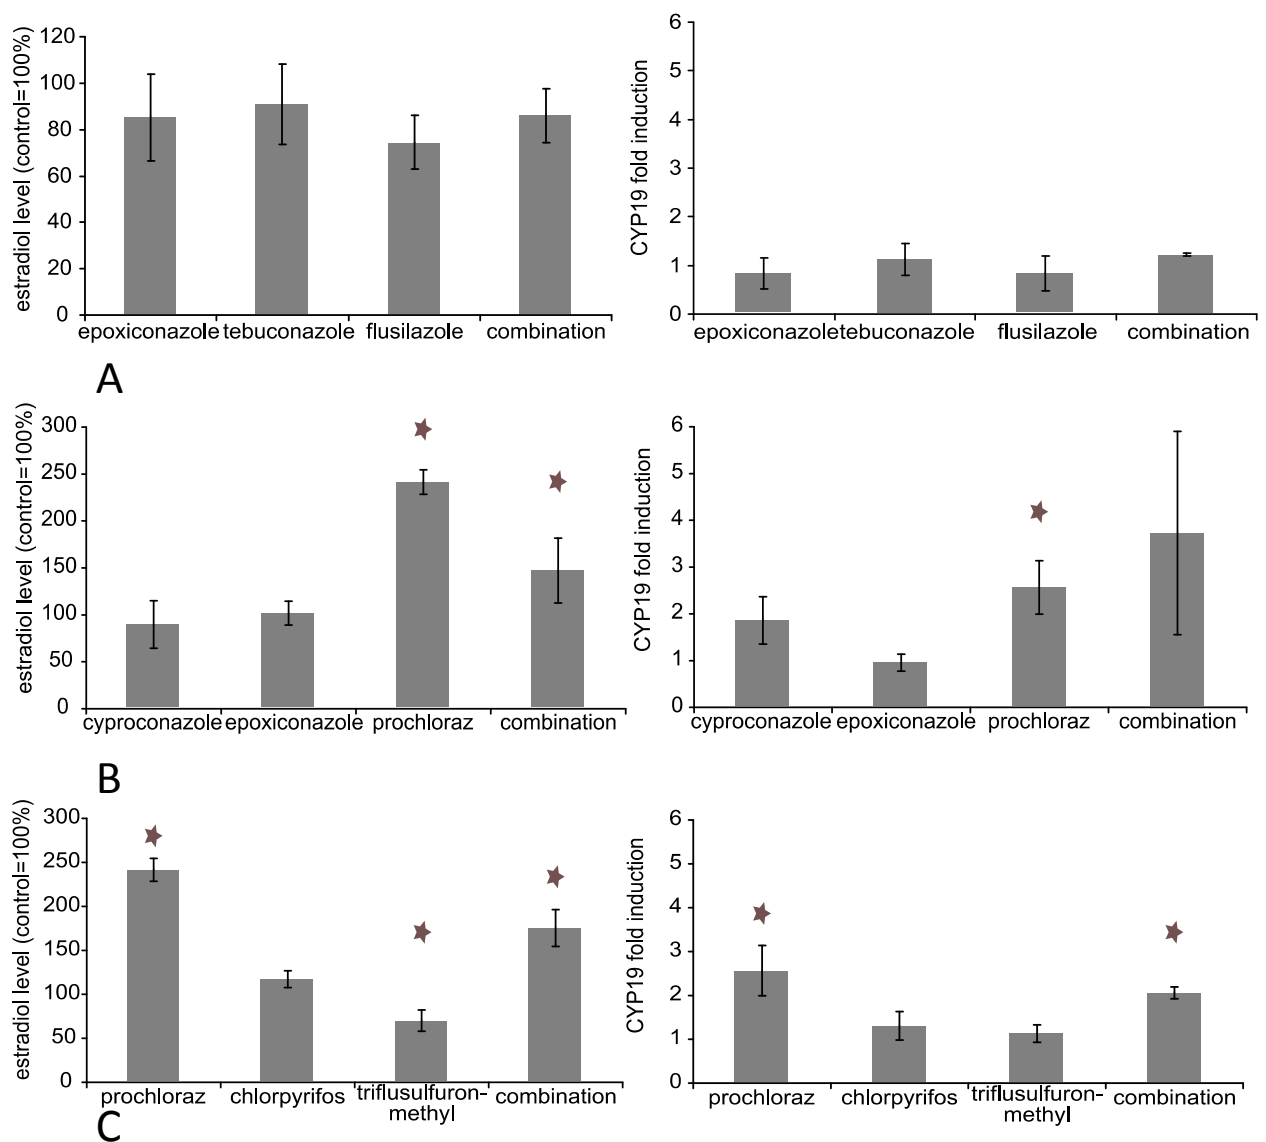 estradiol level (control=100%)
120
100
80
60
40
20
0
epoxiconazole tebuconazole flusilazole combination
CYP19 fold induction
6
5
4
3
2
1
0
epoxiconazole tebuconazole flusilazole combination
A
estradiol level (control=100%)
300
250
200
150
100
50
0
cyproconazole epoxiconazole prochloraz combination
CYP19 fold induction
6
5
4
3
2
1
0
cyproconazole epoxiconazole prochloraz combination
B
estradiol level (control=100%)
300
250
200
150
100
50
0
prochloraz chlorpyrifos triflusulfuron- combination
methyl
CYP19 fold induction
6
5
4
3
2
1
0
prochloraz chlorpyrifos triflusulfuron- combination
methyl
C